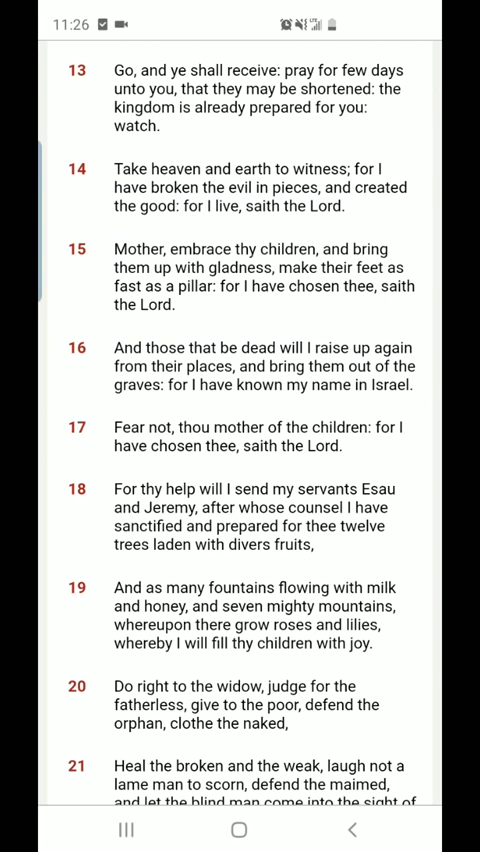 11:26
LTE
13 Go, and ye shall receive: pray for few days
unto you, that they may be shortened: the
kingdom is already prepared for you:
watch.
14 Take heaven and earth to witness; for I
have broken the evil in pieces, and created
the good: for I live, saith the Lord.
15 Mother, embrace thy children, and bring
them up with gladness, make their feet as
fast as a pillar: for I have chosen thee, saith
the Lord.
16 And those that be dead will I raise up again
from their places, and bring them out of the
graves: for I have known my name in Israel.
17 Fear not, thou mother of the children: for I
have chosen thee, saith the Lord.
18 For thy help will I send my servants Esau
and Jeremy, after whose counsel I have
sanctified and prepared for thee twelve
trees laden with divers fruits,
19 And as many fountains flowing with milk
and honey, and seven mighty mountains,
whereupon there grow roses and lilies,
whereby I will fill thy children with joy.
20 Do right to the widow, judge for the
fatherless, give to the poor, defend the
orphan, clothe the naked,
21 Heal the broken and the weak, laugh not a
lame man to scorn, defend the maimed,
and let the blind man come into the sight of